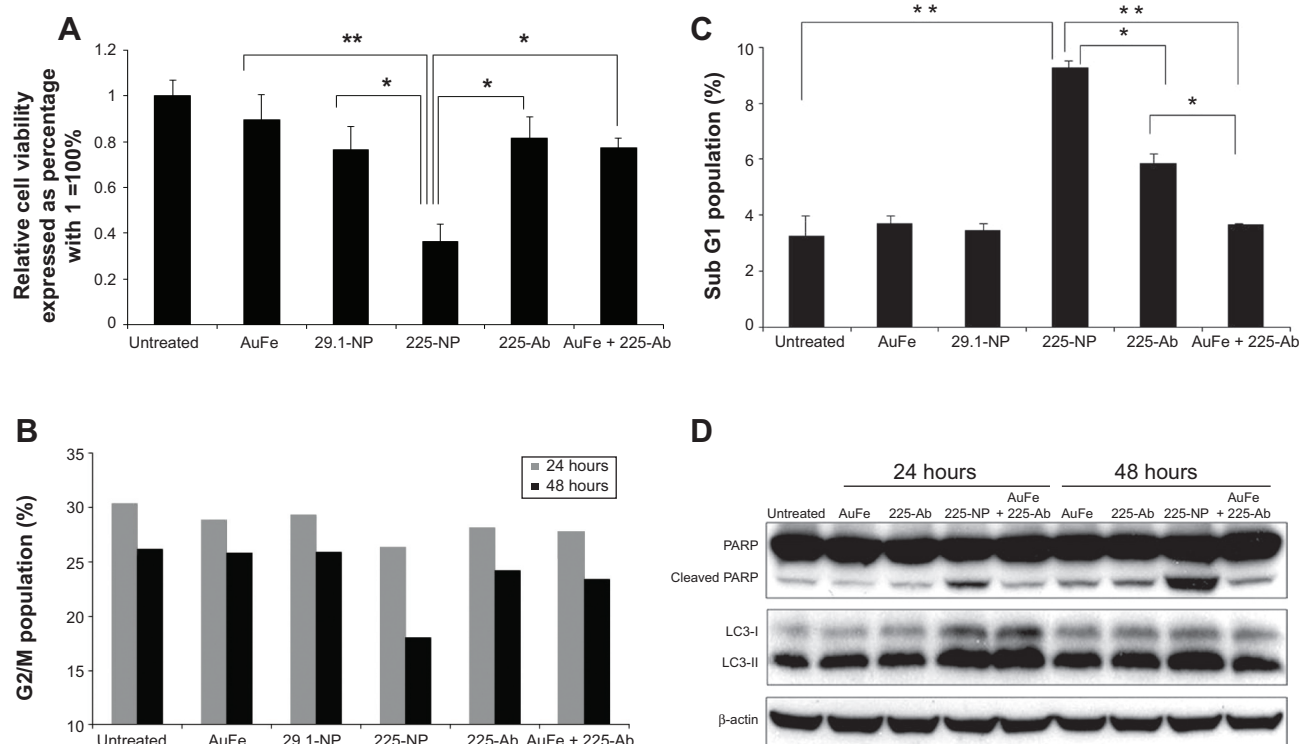 A
Relative cell viability
expressed as percentage
with 1 =100%
1.2
1
0.8
0.6
0.4
0.2
0
**
*
*
*
Untreated AuFe 29.1-NP 225-NP 225-Ab AuFe + 225-Ab
C
Sub G1 population (%)
10
8
6
4
2
0
**
**
*
*
Untreated AuFe 29.1-NP 225-NP 225-Ab AuFe + 225-Ab
B
G2/M population (%)
35
30
25
20
15
10
24 hours
48 hours
Untreated AuFe 29.1-NP 225-NP 225-Ab AuFe + 225-Ab
D
24 hours 48 hours
AuFe AuFe
Untreated AuFe 225-Ab 225-NP + 225-Ab AuFe 225-Ab 225-NP + 225-Ab
PARP
Cleaved PARP
LC3-I
LC3-II
β-actin